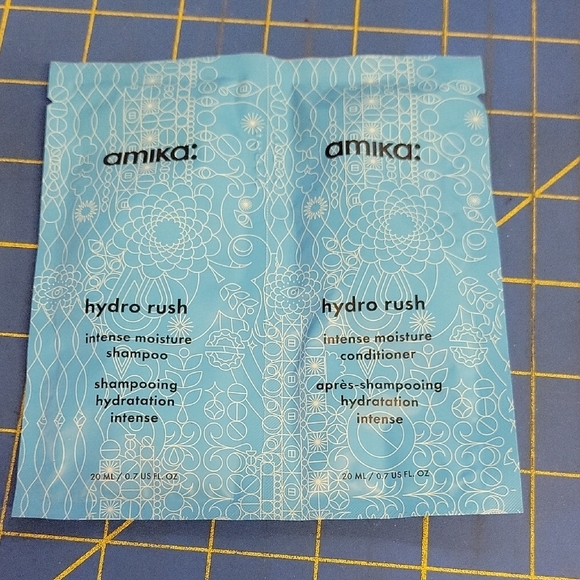 amika:
hydro rush
intense moisture
shampoo
shampooing
hydratation
intense
20 ML / 0.7 US FL. OZ
amika:
hydro rush
intense moisture
conditioner
après-shampooing
hydratation
intense
20 ML / 0.7 US FL. OZ